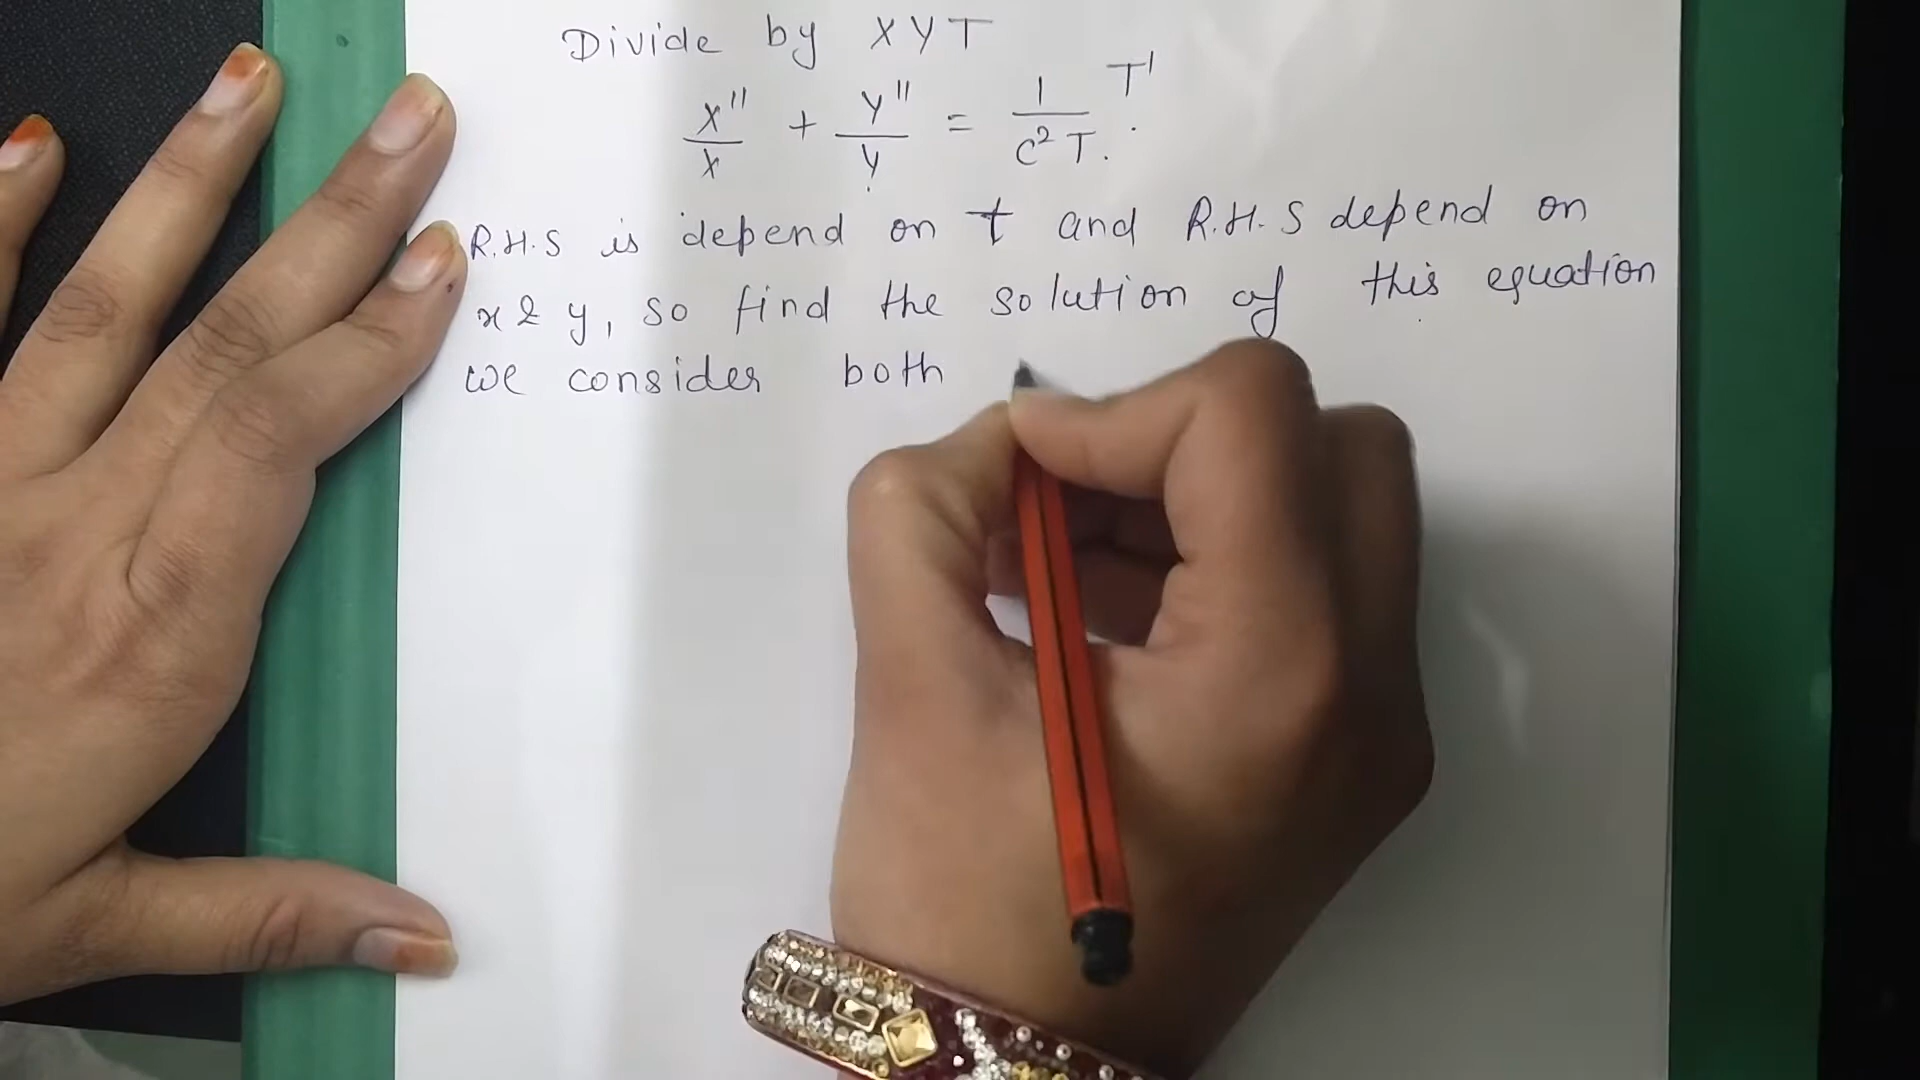 Divide by XYT
X''/X + Y''/Y = 1/C²T. T'.
R.H.S is depend on t and R.H.S depend on
x & y, so find the solution of this equation
we consider both